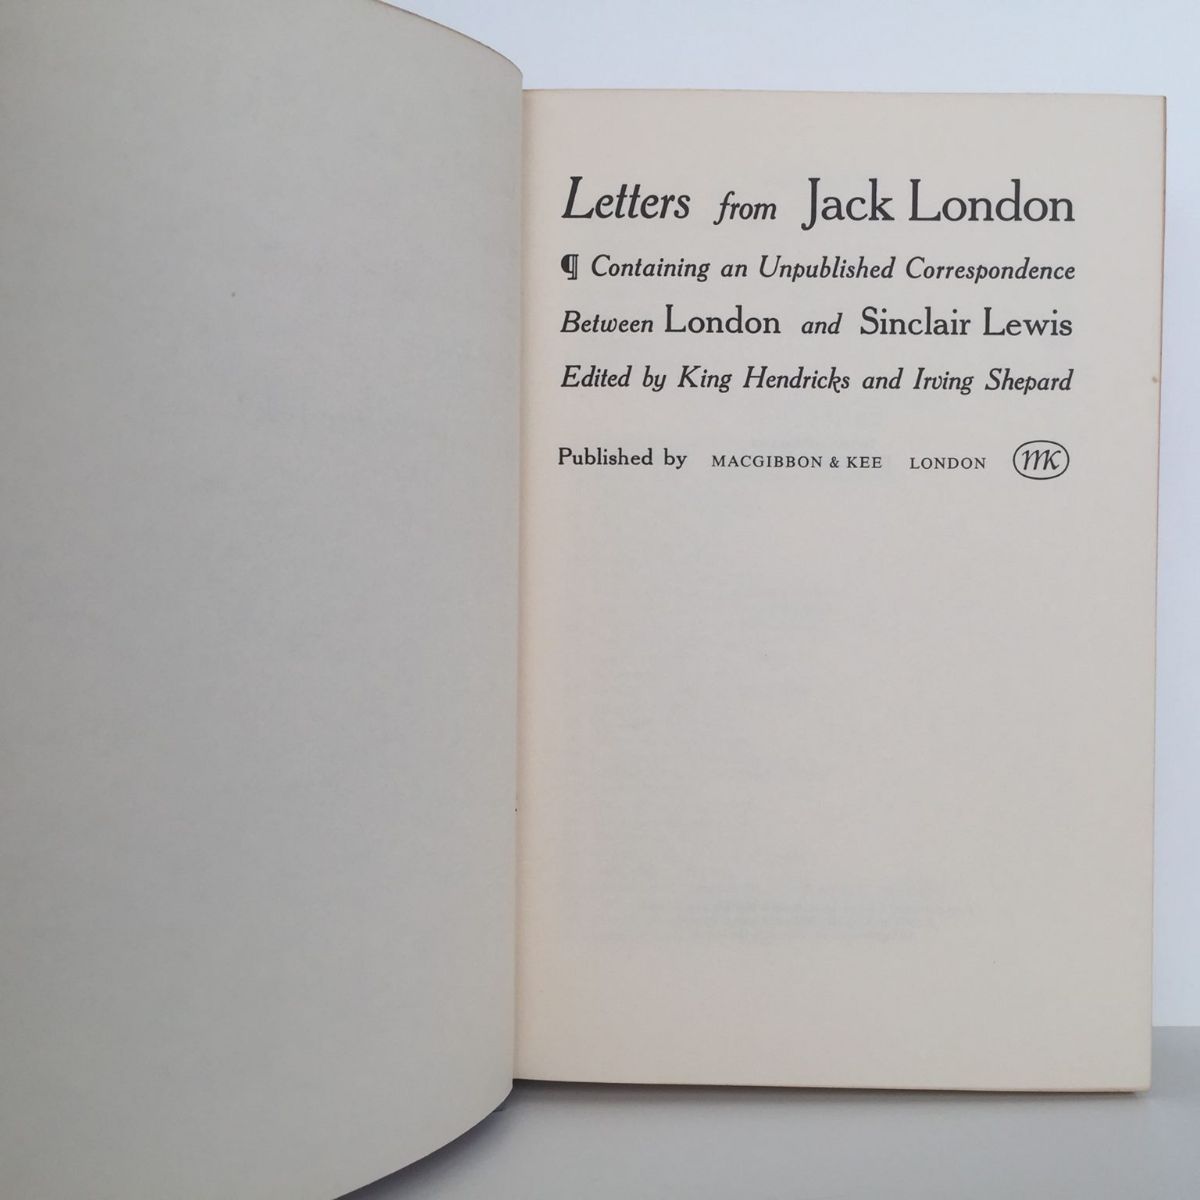 Letters from Jack London
¶ Containing an Unpublished Correspondence
Between London and Sinclair Lewis
Edited by King Hendricks and Irving Shepard
Published by MACGIBBON & KEE LONDON MK